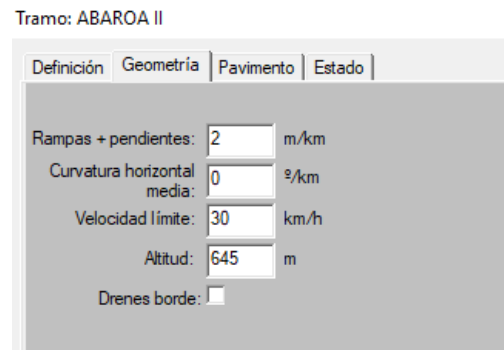 Tramo: ABAROA II
Definición Geometría Pavimento Estado
Rampas + pendientes: 2 m/km
Curvatura horizontal
media: 0 º/km
Velocidad límite: 30 km/h
Altitud: 645 m
Drenes borde: